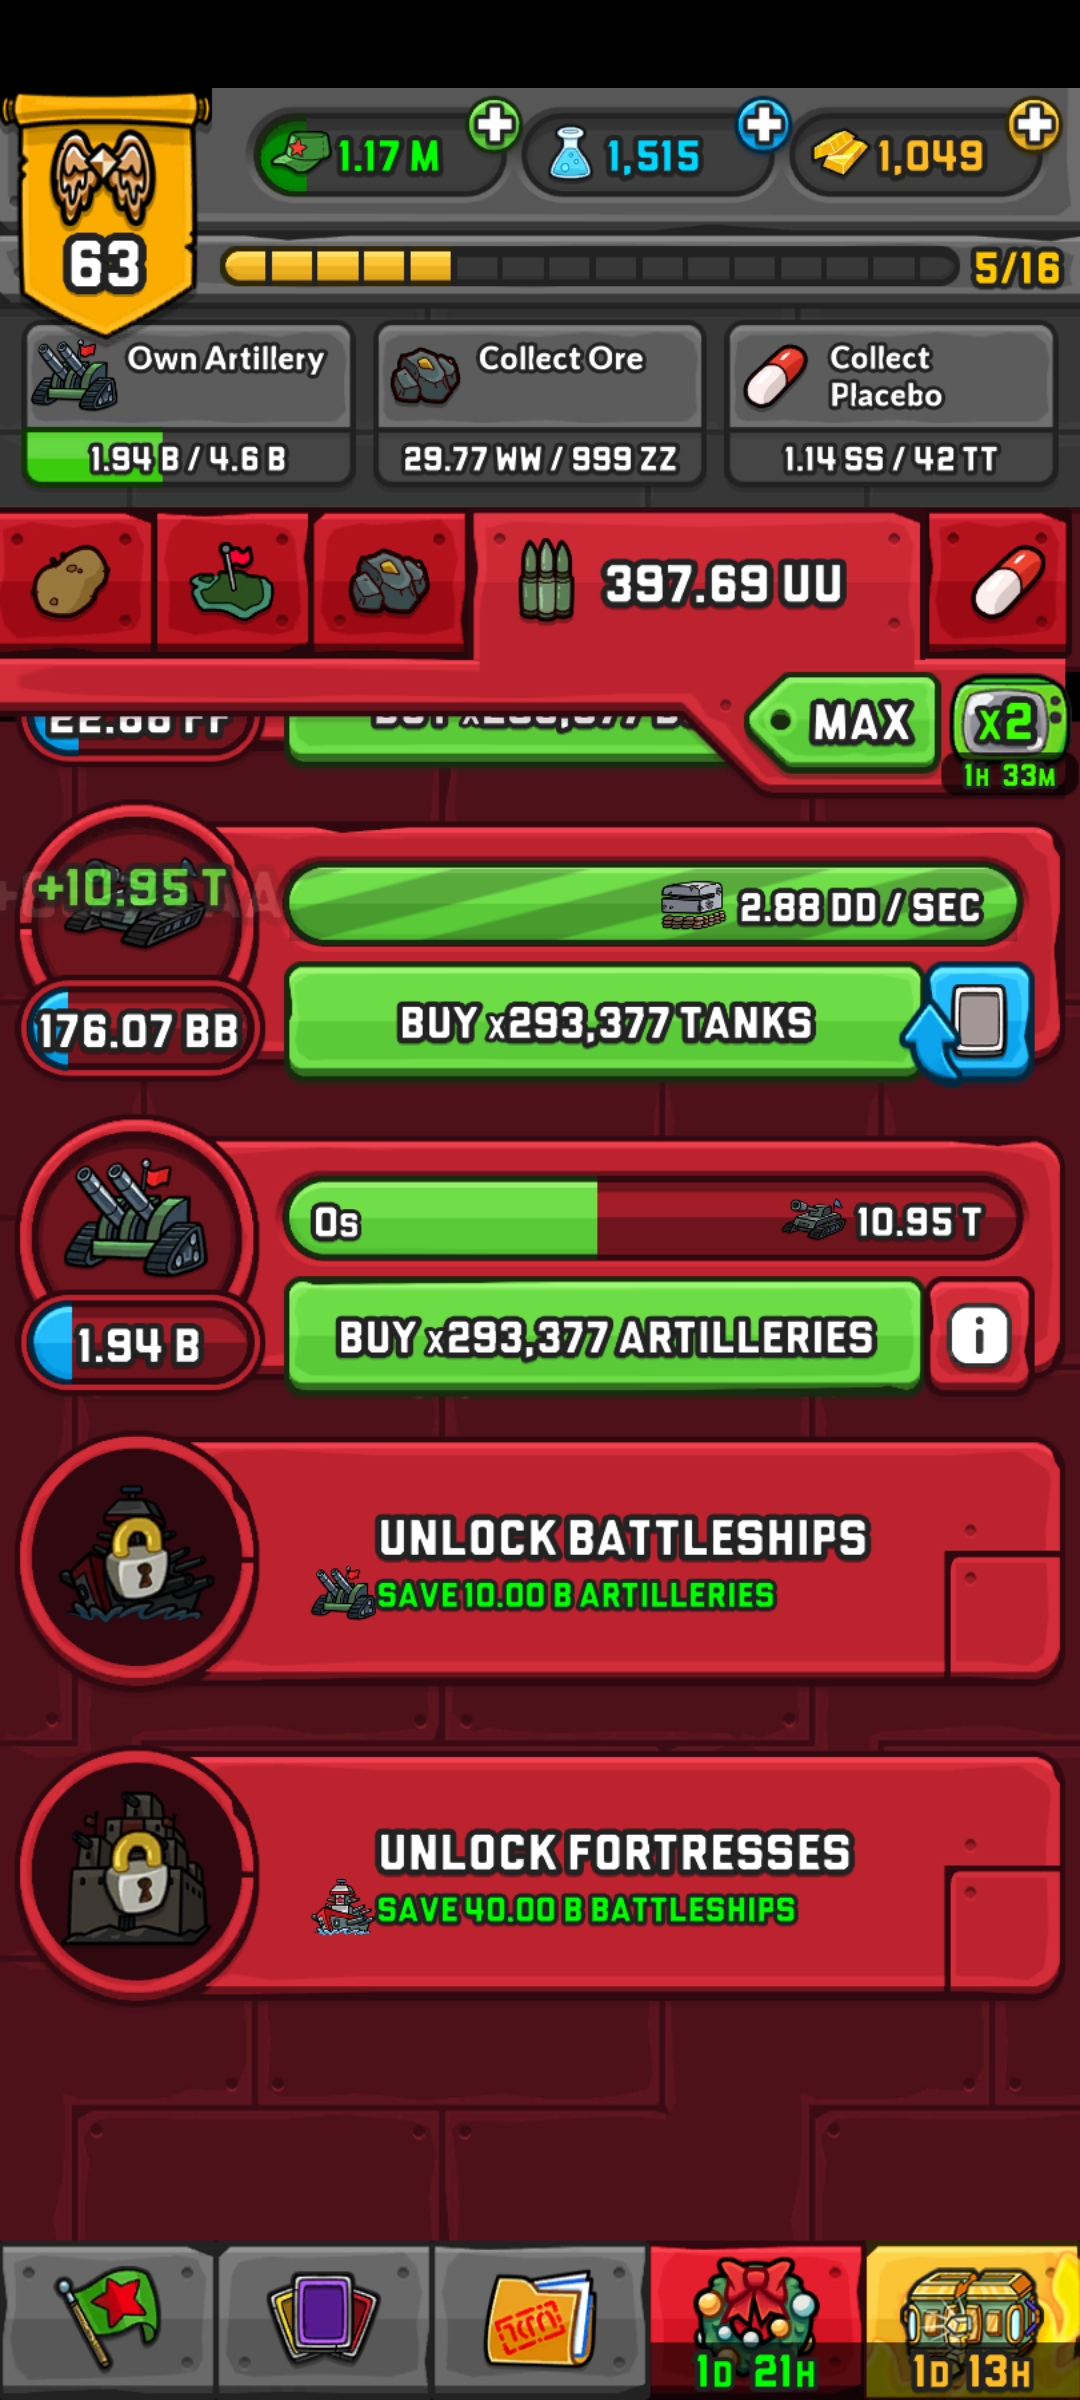 1.17 M
1,515
1,049
63
5/16
Own Artillery
1.94 B / 4.6 B
Collect Ore
29.77 WW / 999 ZZ
Collect
Placebo
1.14 SS / 42 TT
397.69 UU
MAX
x2
1H 33M
+10.95 T
2.88 DD / SEC
176.07 BB
BUY x293,377 TANKS
0s
10.95 T
1.94 B
BUY x293,377 ARTILLERIES
i
UNLOCK BATTLESHIPS
SAVE 10.00 B ARTILLERIES
UNLOCK FORTRESSES
SAVE 40.00 B BATTLESHIPS
1D 21H
1D 13H